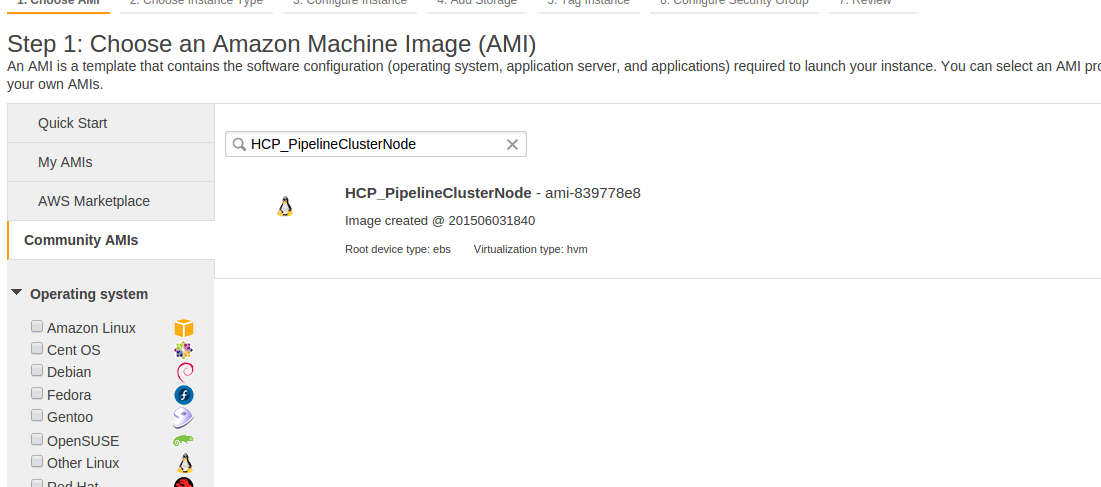 1. Choose AMI 2. Choose Instance Type 3. Configure Instance 4. Add Storage 5. Tag Instance 6. Configure Security Group 7. Review
Step 1: Choose an Amazon Machine Image (AMI)
An AMI is a template that contains the software configuration (operating system, application server, and applications) required to launch your instance. You can select an AMI pro
your own AMIs.
Quick Start
My AMIs
AWS Marketplace
Community AMIs
Operating system
Amazon Linux
Cent OS
Debian
Fedora
Gentoo
OpenSUSE
Other Linux
Red Hat
HCP_PipelineClusterNode
HCP_PipelineClusterNode - ami-839778e8
Image created @ 201506031840
Root device type: ebs Virtualization type: hvm